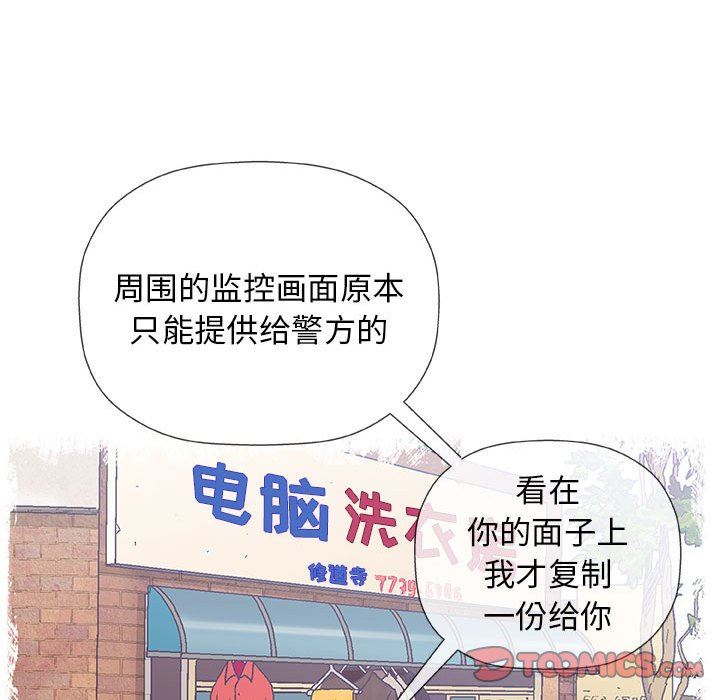 周围的监控画面原本
只能提供给警方的
看在
你的面子上
我才复制
一份给你
电脑 洗衣店
修道寺
TOOMICS.COM